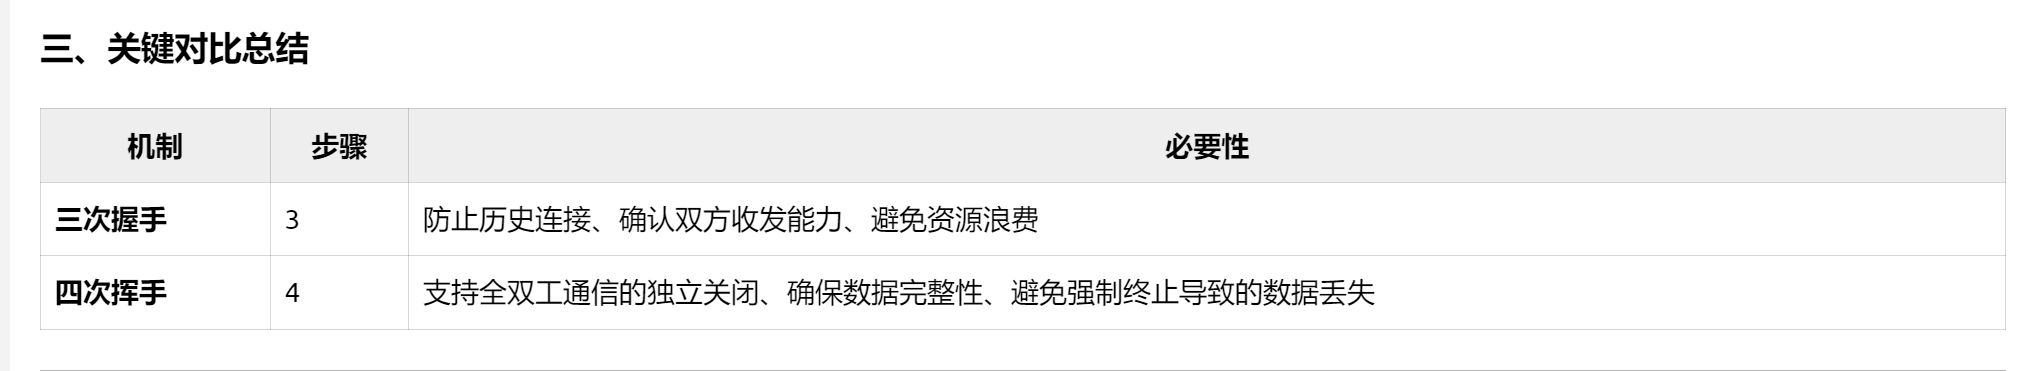 三、关键对比总结
机制 步骤 必要性
三次握手 3 防止历史连接、确认双方收发能力、避免资源浪费
四次挥手 4 支持全双工通信的独立关闭、确保数据完整性、避免强制终止导致的数据丢失